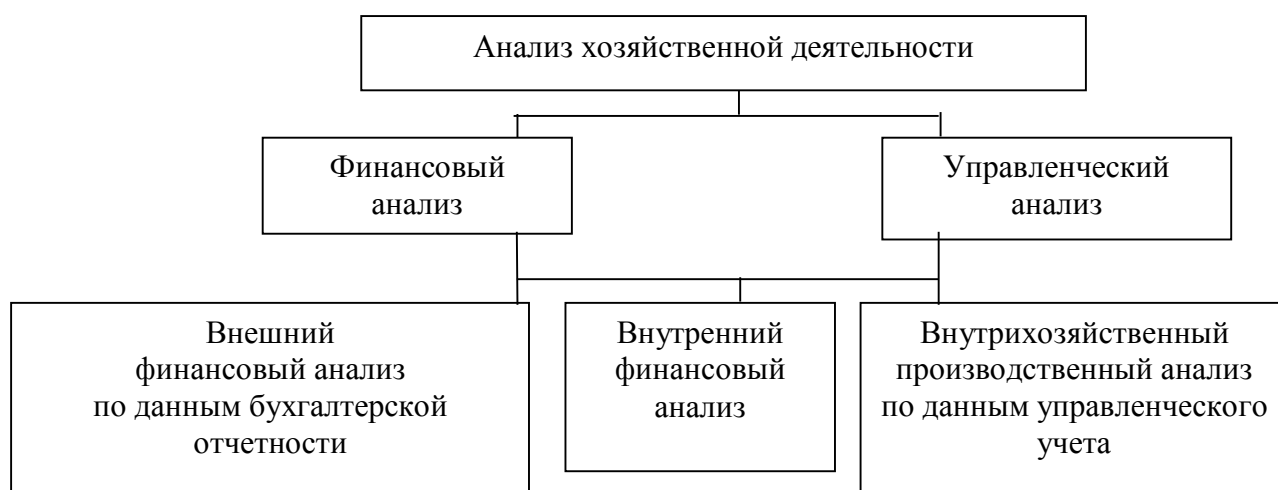 Анализ хозяйственной деятельности
Финансовый
анализ
Управленческий
анализ
Внешний
финансовый анализ
по данным бухгалтерской
отчетности
Внутренний
финансовый
анализ
Внутрихозяйственный
производственный анализ
по данным управленческого
учета